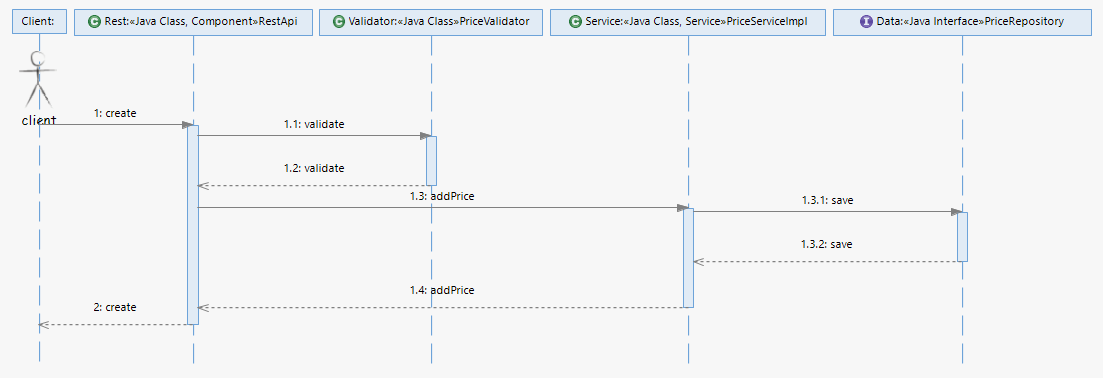 Client:
C Rest:«Java Class, Component»RestApi
C Validator:«Java Class»PriceValidator
C Service:«Java Class, Service»PriceServiceImpl
I Data:«Java Interface»PriceRepository
client
1: create
1.1: validate
1.2: validate
1.3: addPrice
1.3.1: save
1.3.2: save
1.4: addPrice
2: create